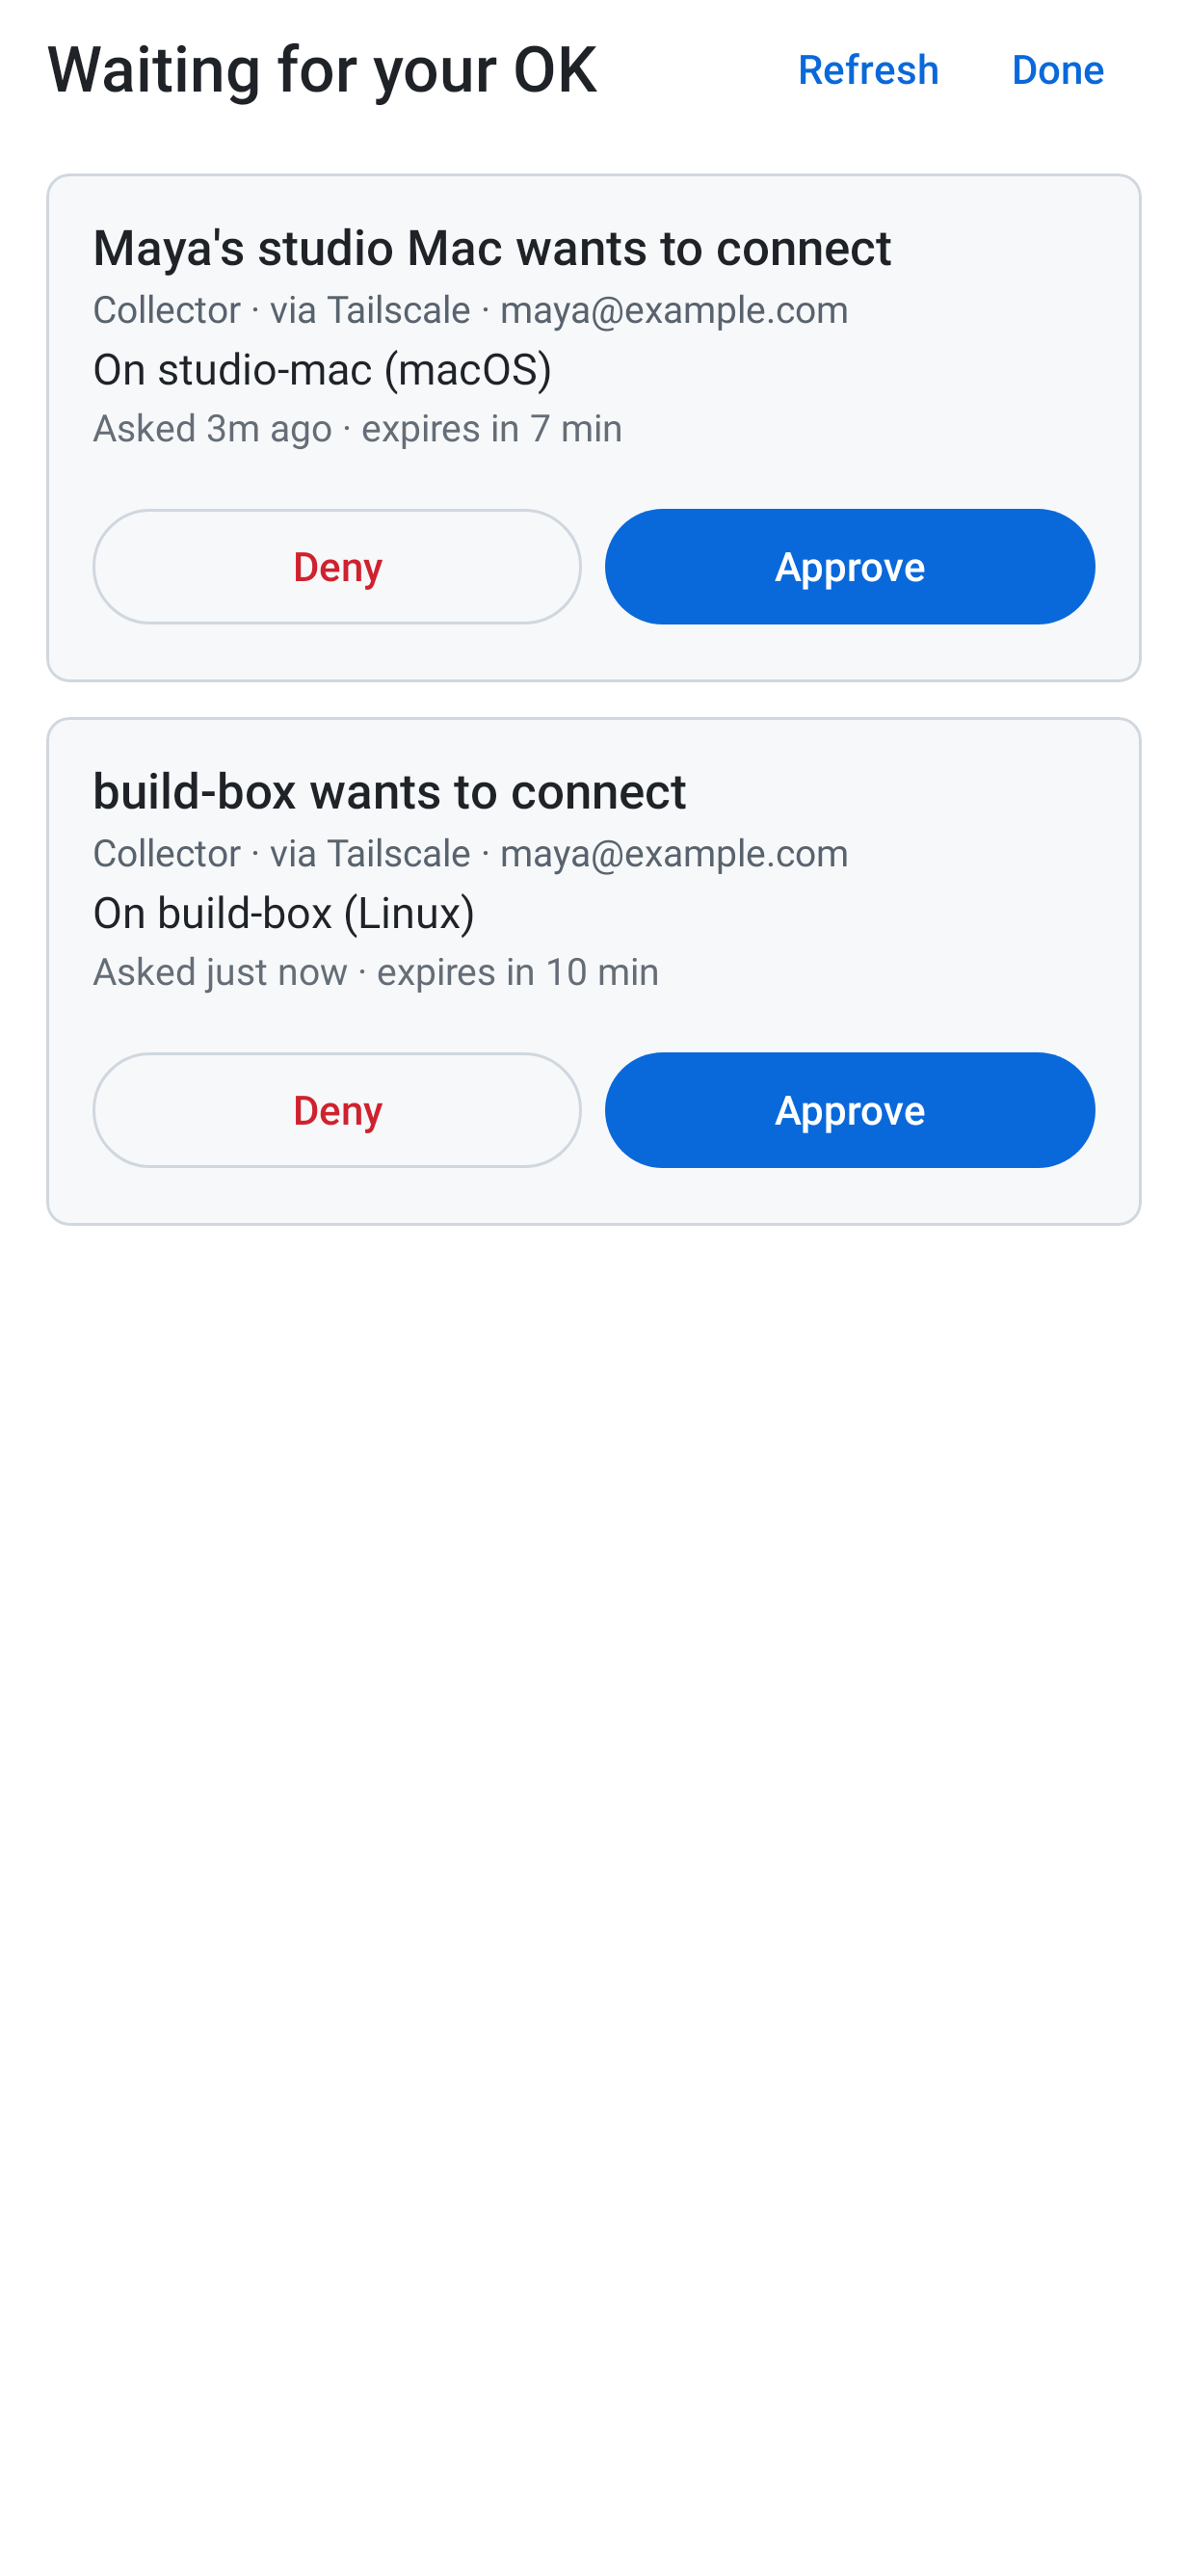 Waiting for your OK
Refresh
Done
Maya's studio Mac wants to connect
Collector · via Tailscale · maya@example.com
On studio-mac (macOS)
Asked 3m ago · expires in 7 min
Deny
Approve
build-box wants to connect
Collector · via Tailscale · maya@example.com
On build-box (Linux)
Asked just now · expires in 10 min
Deny
Approve